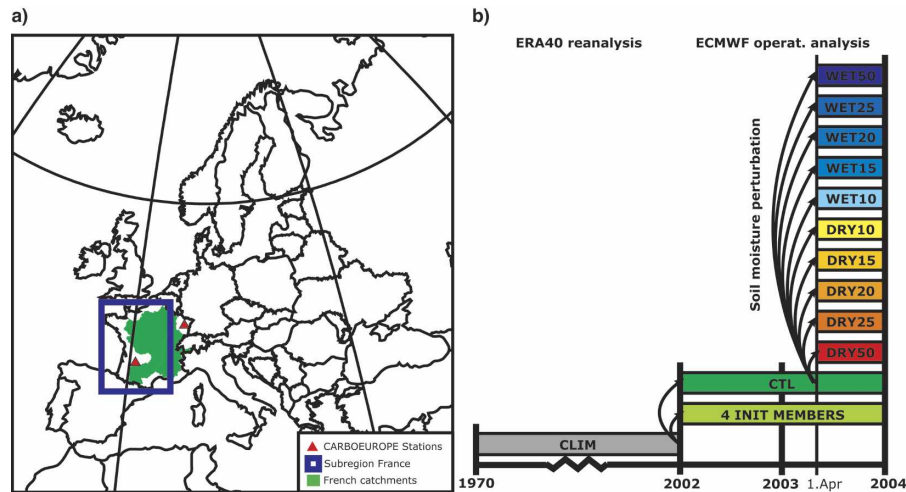 a)
CARBOEUROPE Stations
Subregion France
French catchments
b)
ERA40 reanalysis
ECMWF operat. analysis
Soil moisture perturbation
WET50
WET25
WET20
WET15
WET10
DRY10
DRY15
DRY20
DRY25
DRY50
CTL
4 INIT MEMBERS
CLIM
1970
2002
2003
1.Apr
2004